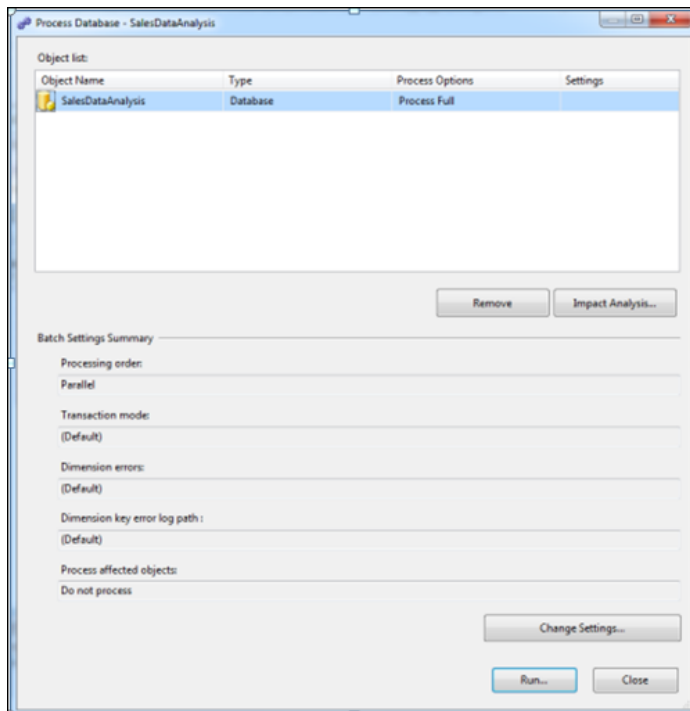 Process Database - SalesDataAnalysis
Object list:
Object Name Type Process Options Settings
SalesDataAnalysis Database Process Full
Remove Impact Analysis...
Batch Settings Summary
Processing order:
Parallel
Transaction mode:
(Default)
Dimension errors:
(Default)
Dimension key error log path :
(Default)
Process affected objects:
Do not process
Change Settings...
Run... Close